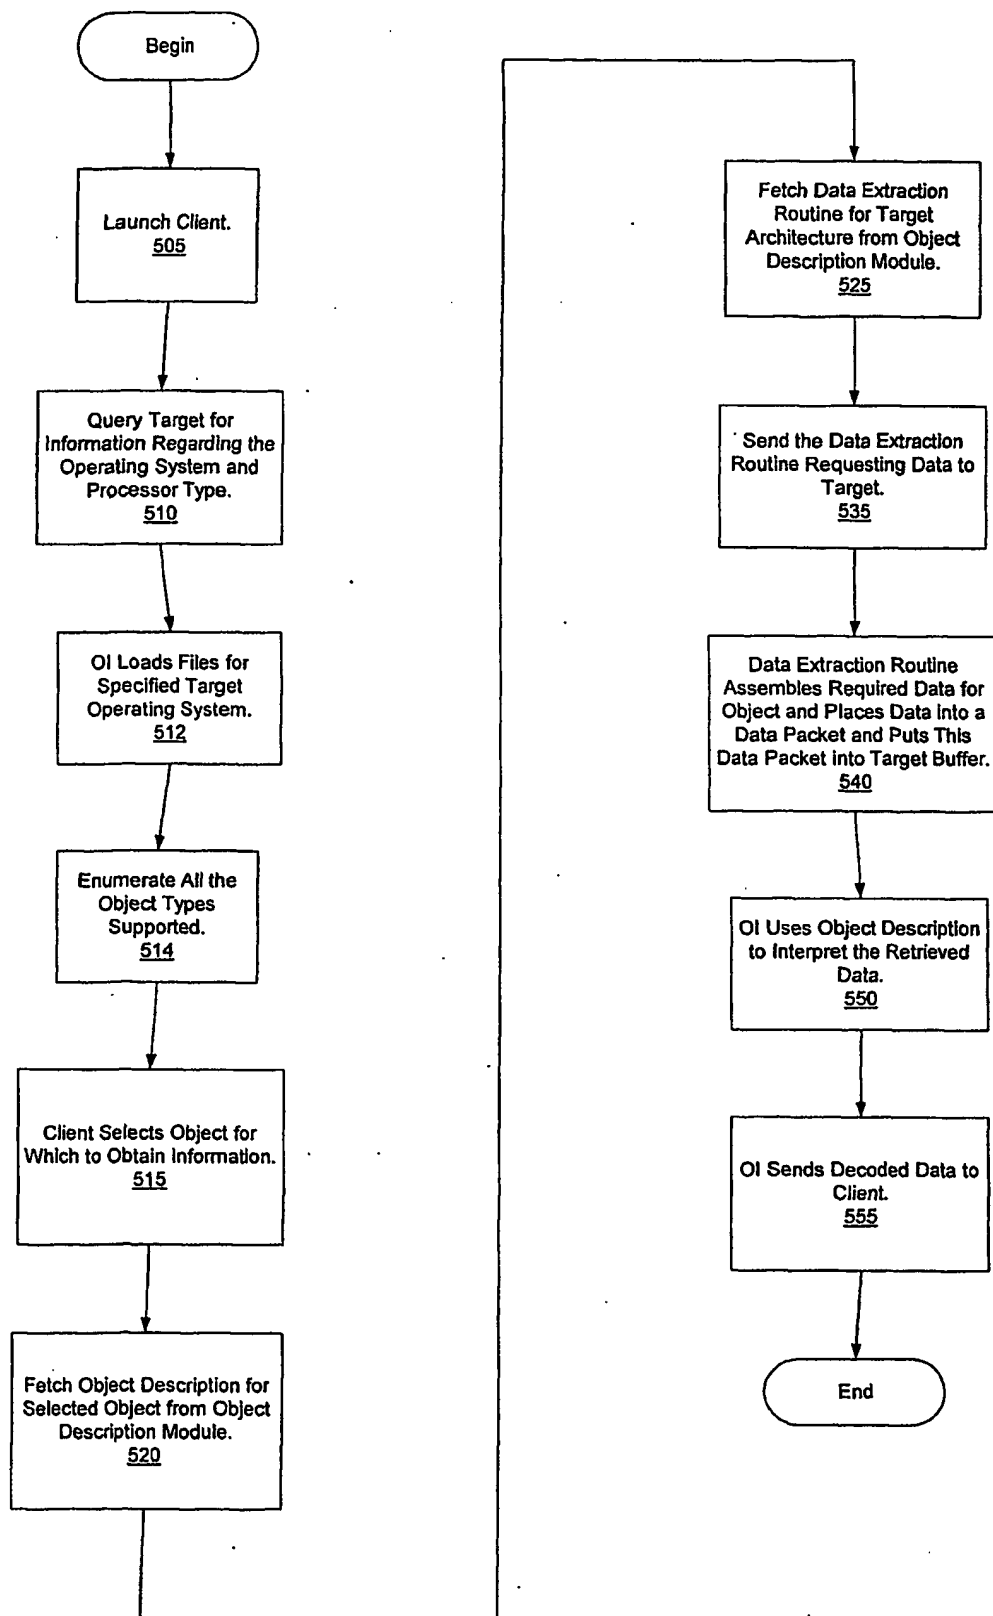 Begin
Launch Client.
505
Query Target for
Information Regarding the
Operating System and
Processor Type.
510
OI Loads Files for
Specified Target
Operating System.
512
Enumerate All the
Object Types
Supported.
514
Client Selects Object for
Which to Obtain Information.
515
Fetch Object Description for
Selected Object from Object
Description Module.
520
Fetch Data Extraction
Routine for Target
Architecture from Object
Description Module.
525
Send the Data Extraction
Routine Requesting Data to
Target.
535
Data Extraction Routine
Assembles Required Data for
Object and Places Data into a
Data Packet and Puts This
Data Packet into Target Buffer.
540
OI Uses Object Description
to Interpret the Retrieved
Data.
550
OI Sends Decoded Data to
Client.
555
End